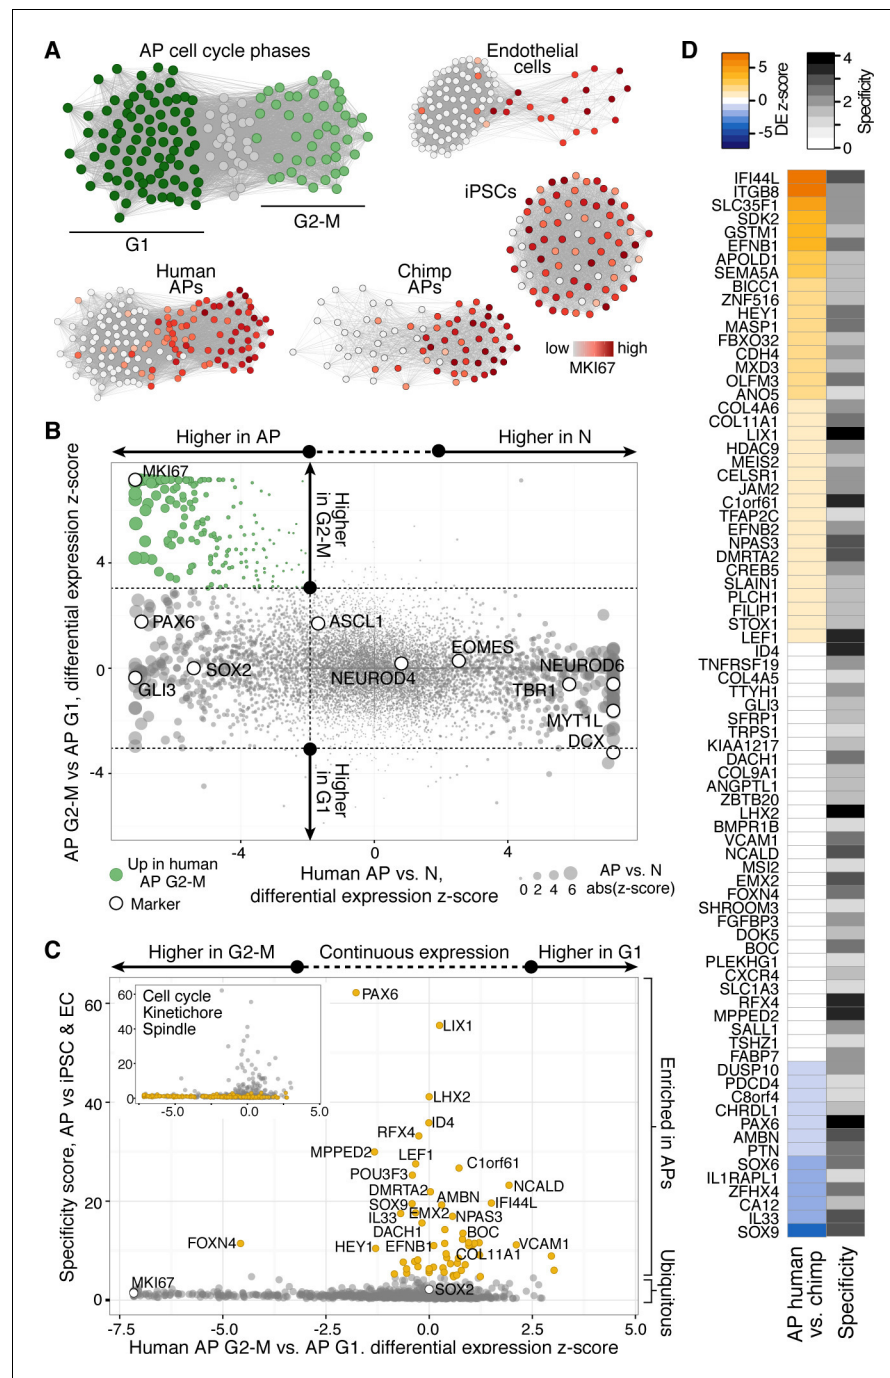 A
AP cell cycle phases
G1
G2-M
Endothelial
cells
iPSCs
Human
APs
Chimp
APs
low
high
MKI67
B
Higher in AP
Higher in N
AP G2-M vs AP G1, differential expression z-score
4
0
-4
Higher
in G2-M
Higher
in G1
MKI67
PAX6
ASCL1
SOX2
GLI3
NEUROD4
EOMES
NEUROD6
TBR1
MYT1L
DCX
-4
0
4
Human AP vs. N,
differential expression z-score
Up in human
AP G2-M
Marker
0 2 4 6
AP vs. N
abs(z-score)
C
Higher in G2-M
Continuous expression
Higher in G1
Specificity score, AP vs iPSC & EC
60
40
20
0
Cell cycle
Kinetichore
Spindle
60
40
20
0
-5.0
0.0
5.0
PAX6
LIX1
LHX2
ID4
RFX4
MPPED2
LEF1
C1orf61
POU3F3
DMRTA2
NCALD
AMBN
IFI44L
SOX9
EMX2
NPAS3
IL33
DACH1
BOC
FOXN4
HEY1
EFNB1
VCAM1
COL11A1
MKI67
SOX2
Enriched in APs
Ubiquitous
-7.5
-5.0
-2.5
0.0
2.5
5.0
Human AP G2-M vs. AP G1. differential expression z-score
D
5
0
-5
DE z-score
4
2
0
Specificity
IFI44L
ITGB8
SLC35F1
SDK2
GSTM1
EFNB1
APOLD1
SEMA5A
BICC1
ZNF516
HEY1
MASP1
FBXO32
CDH4
MXD3
OLFM3
ANO5
COL4A6
COL11A1
LIX1
HDAC9
MEIS2
CELSR1
JAM2
C1orf61
TFAP2C
EFNB2
NPAS3
DMRTA2
CREB5
SLAIN1
PLCH1
FILIP1
STOX1
LEF1
ID4
TNFRSF19
COL4A5
TTYH1
GLI3
SFRP1
TRPS1
KIAA1217
DACH1
COL9A1
ANGPTL1
ZBTB20
LHX2
BMPR1B
VCAM1
NCALD
MSI2
EMX2
FOXN4
SHROOM3
FGFBP3
DOK5
BOC
PLEKHG1
CXCR4
SLC1A3
RFX4
MPPED2
SALL1
TSHZ1
FABP7
DUSP10
PDCD4
C8orf4
CHRDL1
PAX6
AMBN
PTN
SOX6
IL1RAPL1
ZFHX4
CA12
IL33
SOX9
AP human
vs. chimp
Specificity